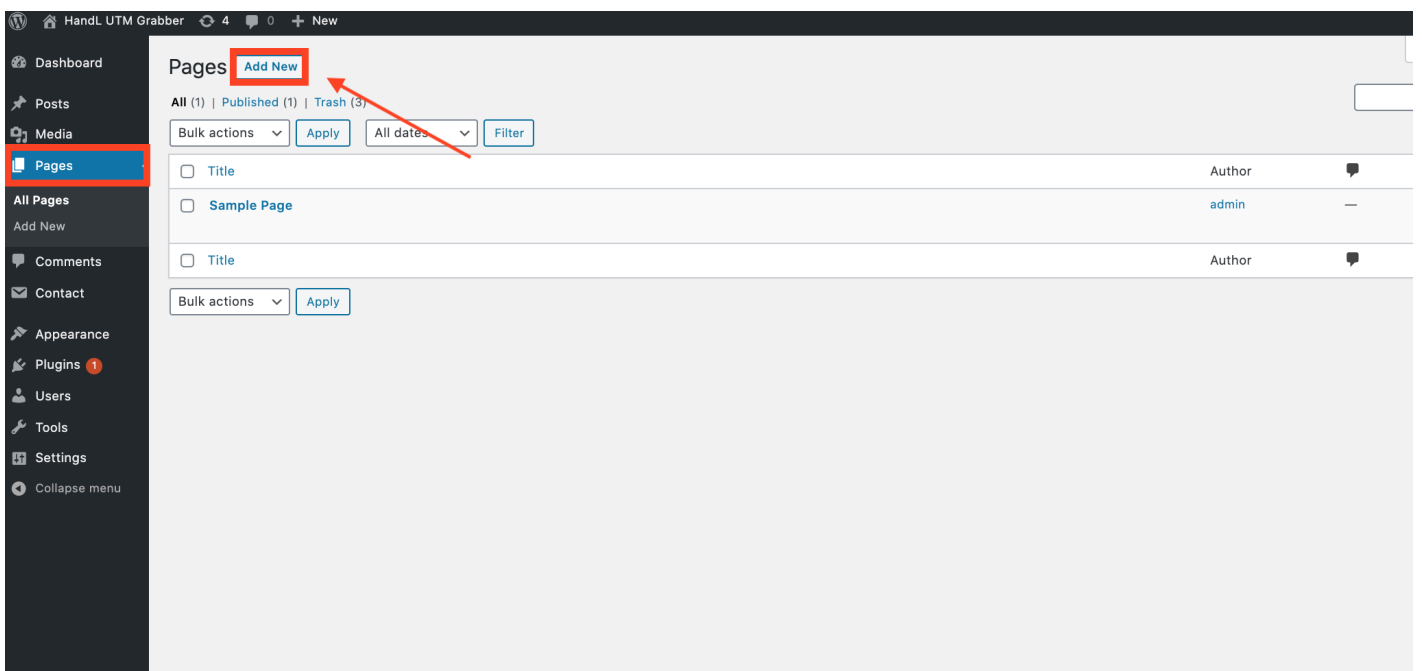 HandL UTM Grabber 4 0 + New
Dashboard
Posts
Media
Pages
All Pages
Add New
Comments
Contact
Appearance
Plugins 1
Users
Tools
Settings
Collapse menu
Pages Add New
All (1) | Published (1) | Trash (3)
Bulk actions Apply All dates Filter
Title Author
Sample Page admin —
Title Author
Bulk actions Apply